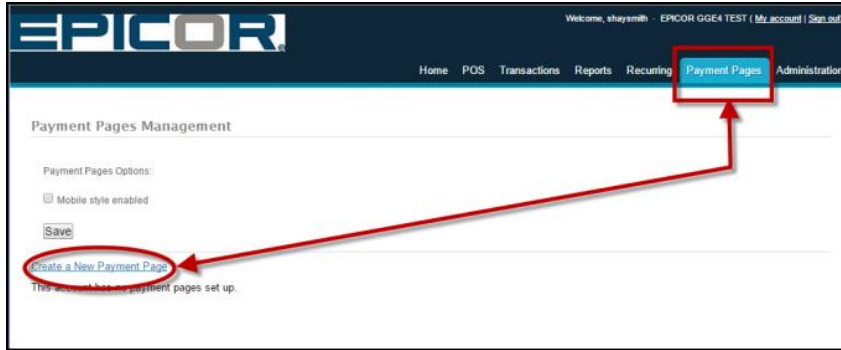 EPICOR
Welcome, shaysmith - EPICOR GGE4 TEST ( My account | Sign out
Home POS Transactions Reports Recurring Payment Pages Administration
Payment Pages Management
Payment Pages Options:
Mobile style enabled
Save
Create a New Payment Page
This account has no payment pages set up.